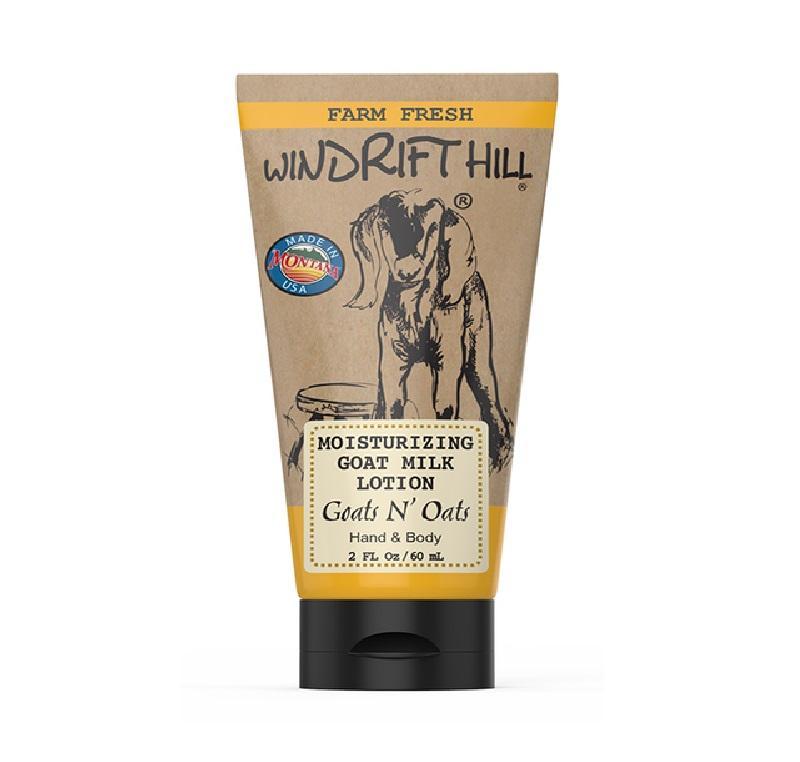 FARM FRESH
WINDRIFT HILL
®
®
MADE IN
MONTANA
USA
MOISTURIZING
GOAT MILK
LOTION
Goats N' Oats
Hand & Body
2 FL Oz/60 mL